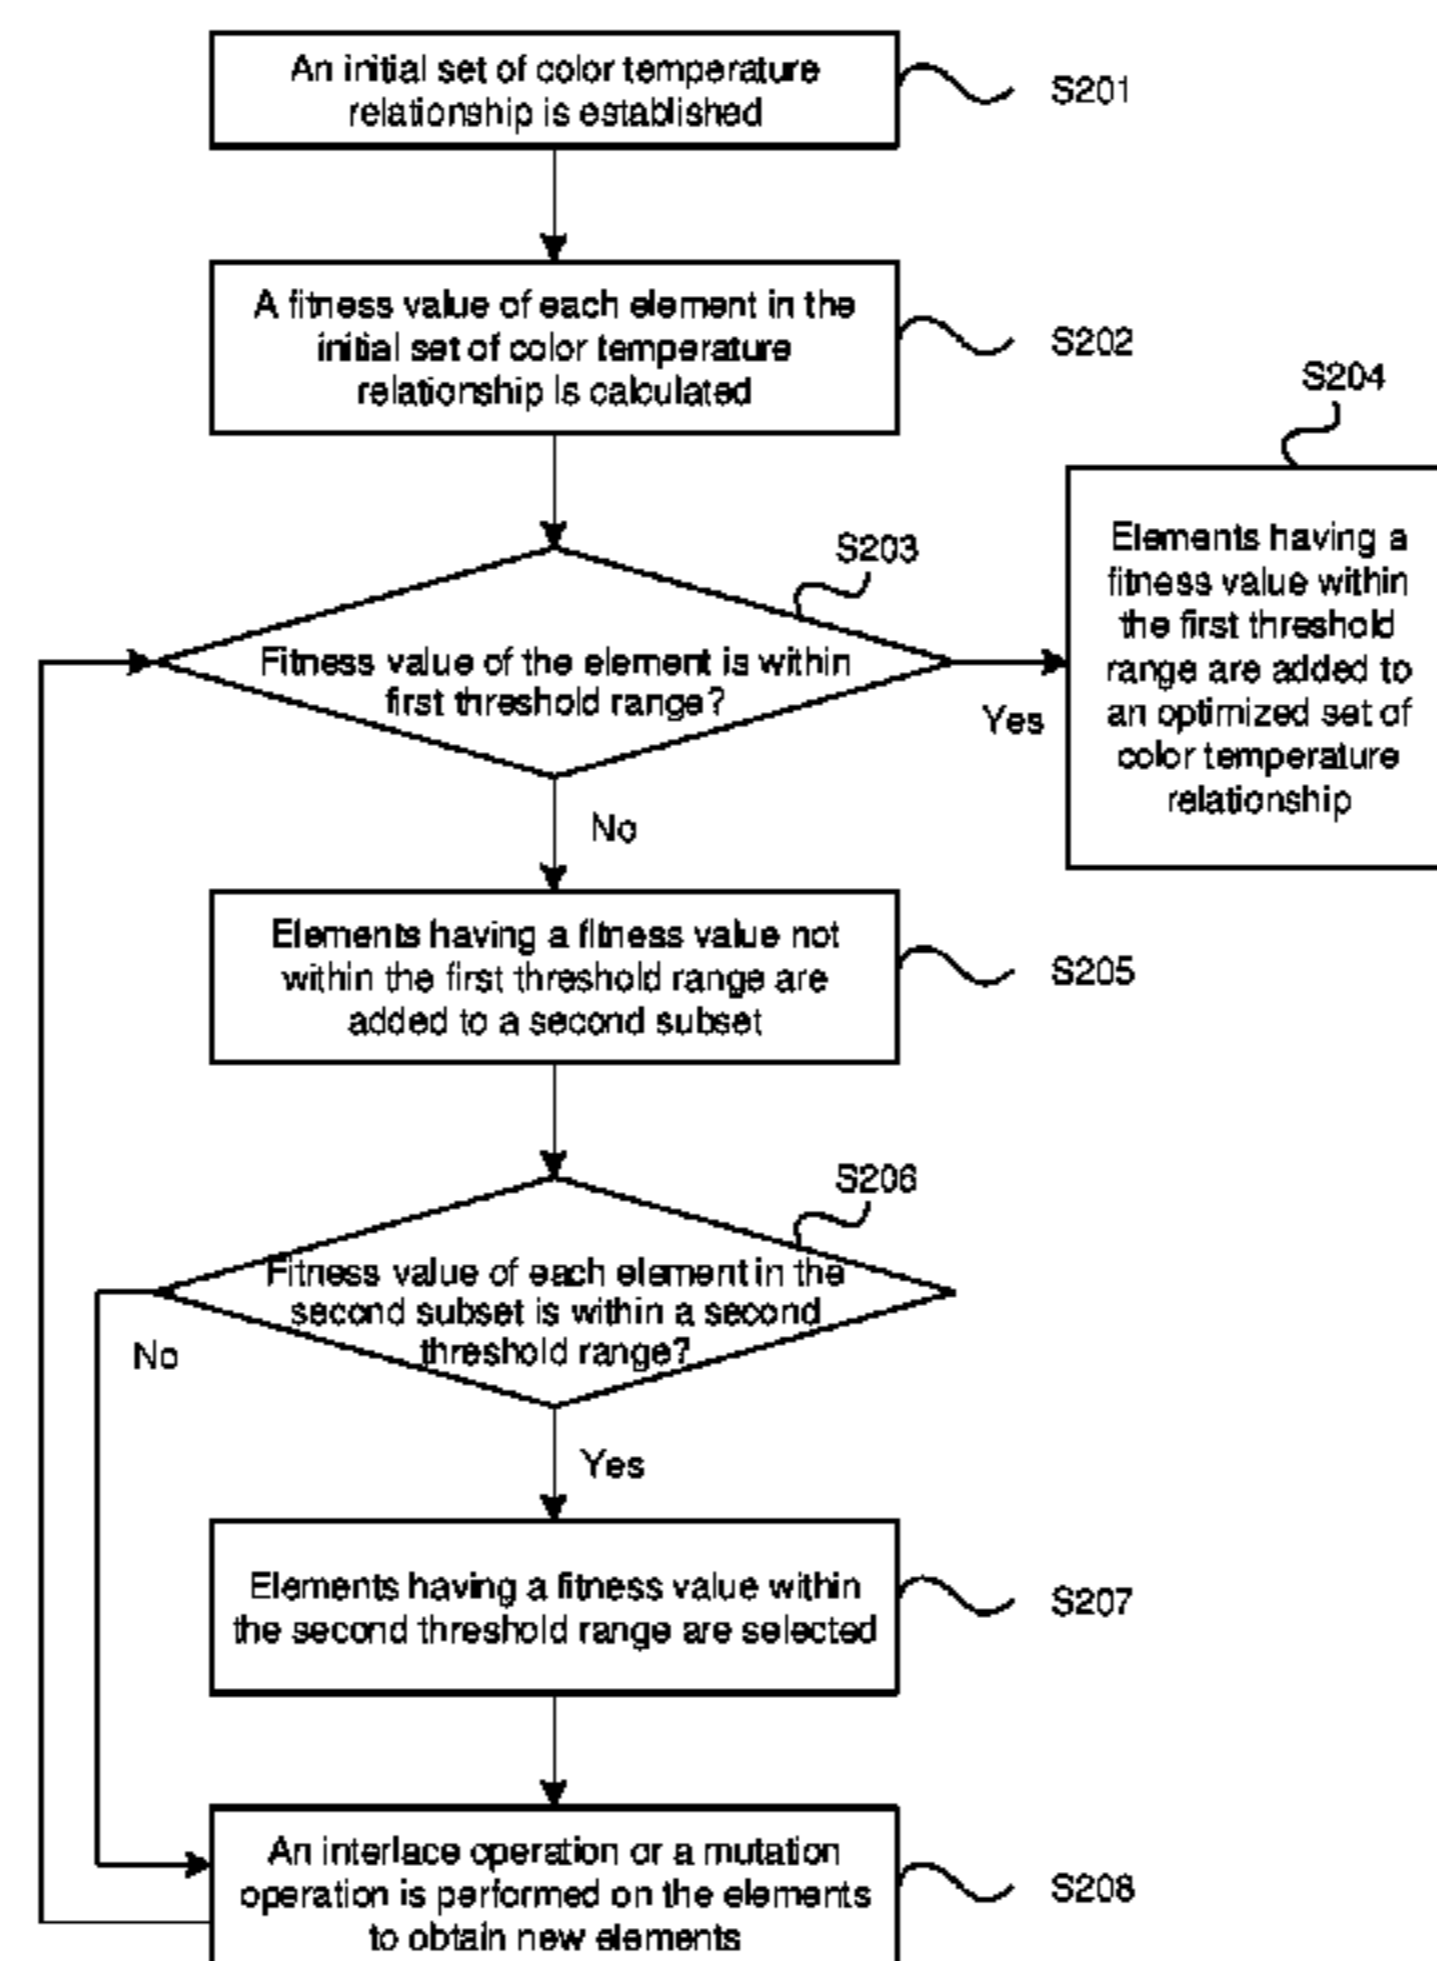 An initial set of color temperature
relationship is established
S201
A fitness value of each element in the
initial set of color temperature
relationship is calculated
S202
S204
Elements having a
fitness value within
the first threshold
range are added to
an optimized set of
color temperature
relationship
S203
Fitness value of the element is within
first threshold range?
Yes
No
Elements having a fitness value not
within the first threshold range are
added to a second subset
S205
S206
Fitness value of each element in the
second subset is within a second
threshold range?
No
Yes
Elements having a fitness value within
the second threshold range are selected
S207
An interlace operation or a mutation
operation is performed on the elements
to obtain new elements
S208